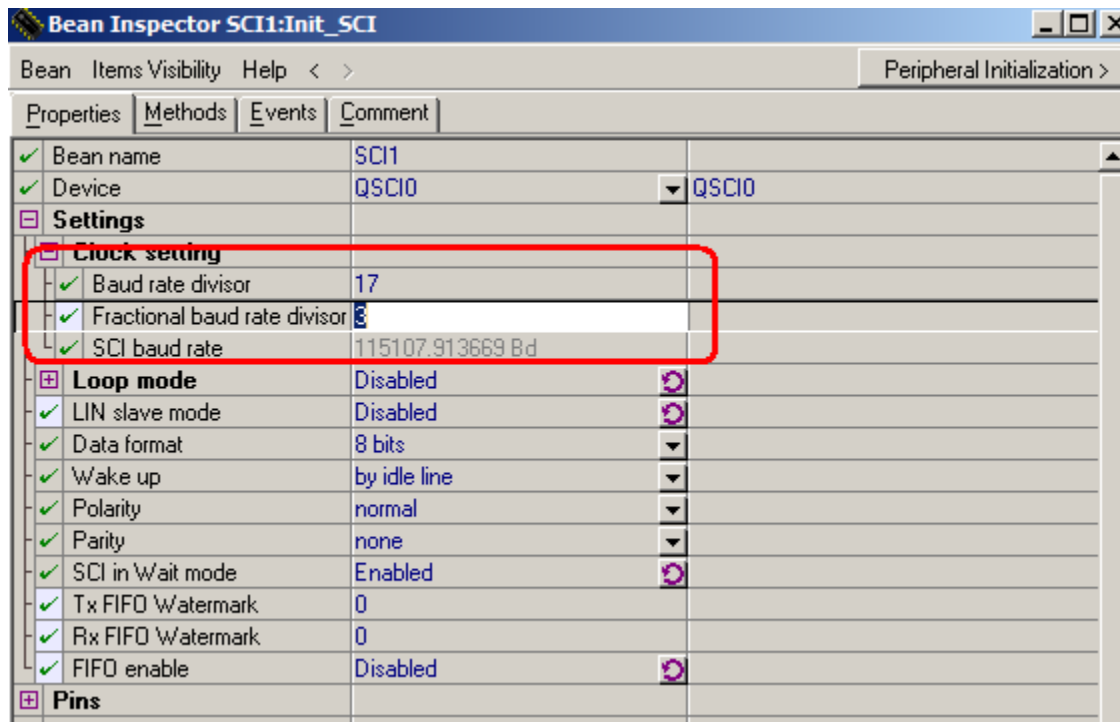 Bean Inspector SCI1:Init_SCI
Bean Items Visibility Help < > Peripheral Initialization >
Properties Methods Events Comment
Bean name SCI1
Device QSCI0 QSCI0
Settings
Clock setting
Baud rate divisor 17
Fractional baud rate divisor 3
SCI baud rate 115107.913669 Bd
Loop mode Disabled
LIN slave mode Disabled
Data format 8 bits
Wake up by idle line
Polarity normal
Parity none
SCI in Wait mode Enabled
Tx FIFO Watermark 0
Rx FIFO Watermark 0
FIFO enable Disabled
Pins